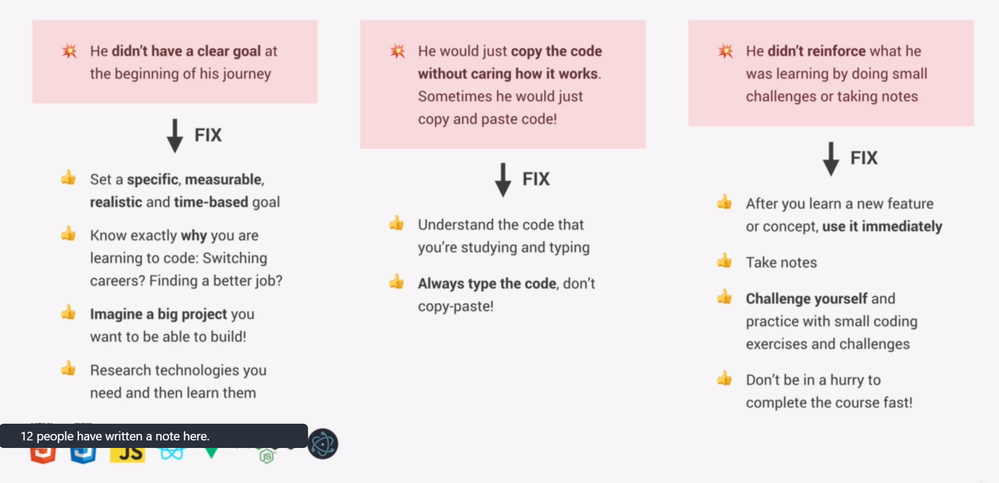 He didn't have a clear goal at
the beginning of his journey
FIX
Set a specific, measurable,
realistic and time-based goal
Know exactly why you are
learning to code: Switching
careers? Finding a better job?
Imagine a big project you
want to be able to build!
Research technologies you
need and then learn them
He would just copy the code
without caring how it works.
Sometimes he would just
copy and paste code!
FIX
Understand the code that
you're studying and typing
Always type the code, don't
copy-paste!
He didn't reinforce what he
was learning by doing small
challenges or taking notes
FIX
After you learn a new feature
or concept, use it immediately
Take notes
Challenge yourself and
practice with small coding
exercises and challenges
Don't be in a hurry to
complete the course fast!
12 people have written a note here.
JS
JS